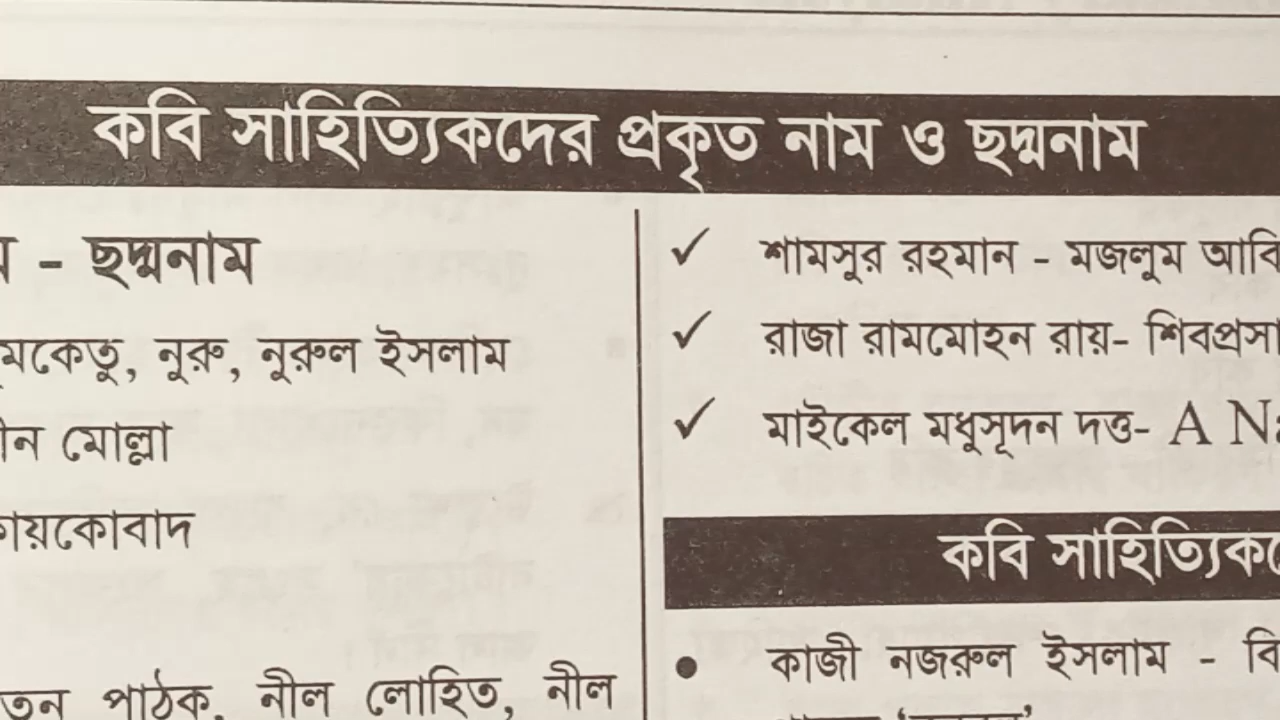 কবি সাহিত্যিকদের প্রকৃত নাম ও ছদ্মনাম
- ছদ্মনাম
মকেতু, নুরু, নুরুল ইসলাম
ীন মোল্লা
কায়কোবাদ
তন পাঠক, নীল লোহিত, নীল
✓ শামসুর রহমান - মজলুম আবি
✓ রাজা রামমোহন রায়- শিবপ্রসা
✓ মাইকেল মধুসূদন দত্ত- A N
কবি সাহিত্যিকদে
• কাজী নজরুল ইসলাম - বি